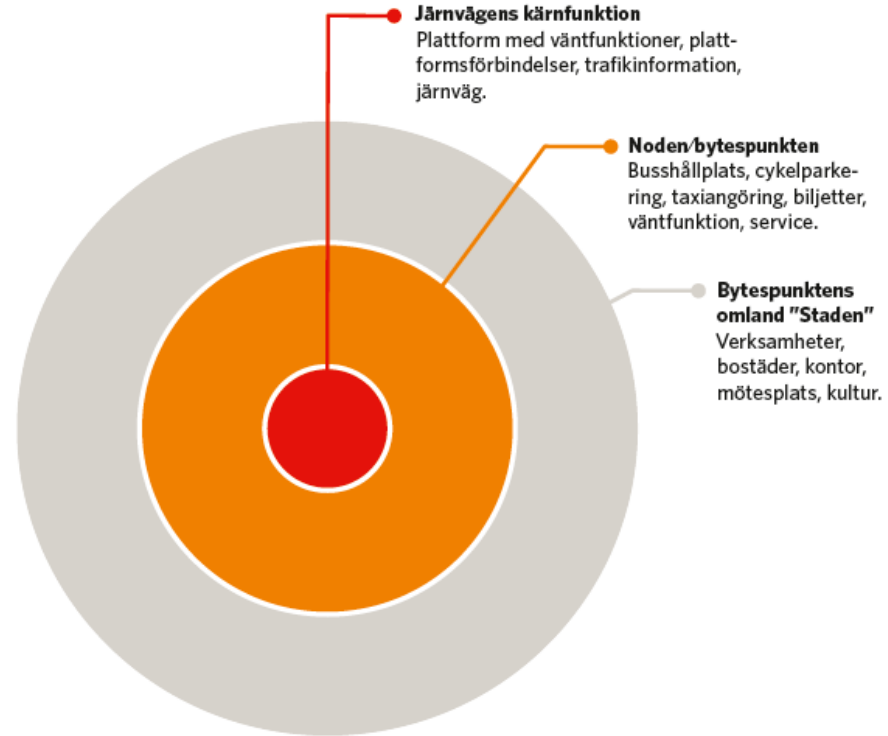 Järnvägens kärnfunktion
Plattform med väntfunktioner, platt-
formsförbindelser, trafikinformation,
järnväg.
Noden/bytespunkten
Busshållplats, cykelparke-
ring, taxiangöring, biljetter,
väntfunktion, service.
Bytespunktens
omland ”Staden”
Verksamheter,
bostäder, kontor,
mötesplats, kultur.